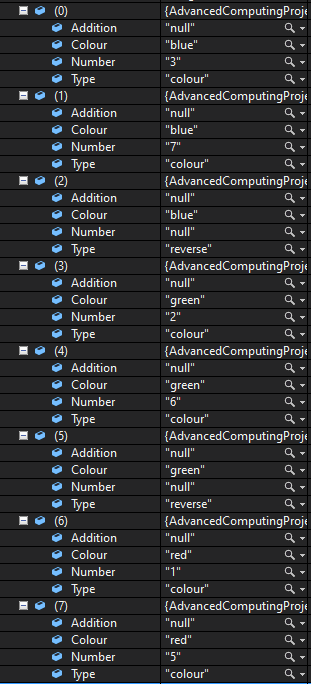 (0) {AdvancedComputingProje
Addition "null"
Colour "blue"
Number "3"
Type "colour"
(1) {AdvancedComputingProje
Addition "null"
Colour "blue"
Number "7"
Type "colour"
(2) {AdvancedComputingProje
Addition "null"
Colour "blue"
Number "null"
Type "reverse"
(3) {AdvancedComputingProje
Addition "null"
Colour "green"
Number "2"
Type "colour"
(4) {AdvancedComputingProje
Addition "null"
Colour "green"
Number "6"
Type "colour"
(5) {AdvancedComputingProje
Addition "null"
Colour "green"
Number "null"
Type "reverse"
(6) {AdvancedComputingProje
Addition "null"
Colour "red"
Number "1"
Type "colour"
(7) {AdvancedComputingProje
Addition "null"
Colour "red"
Number "5"
Type "colour"